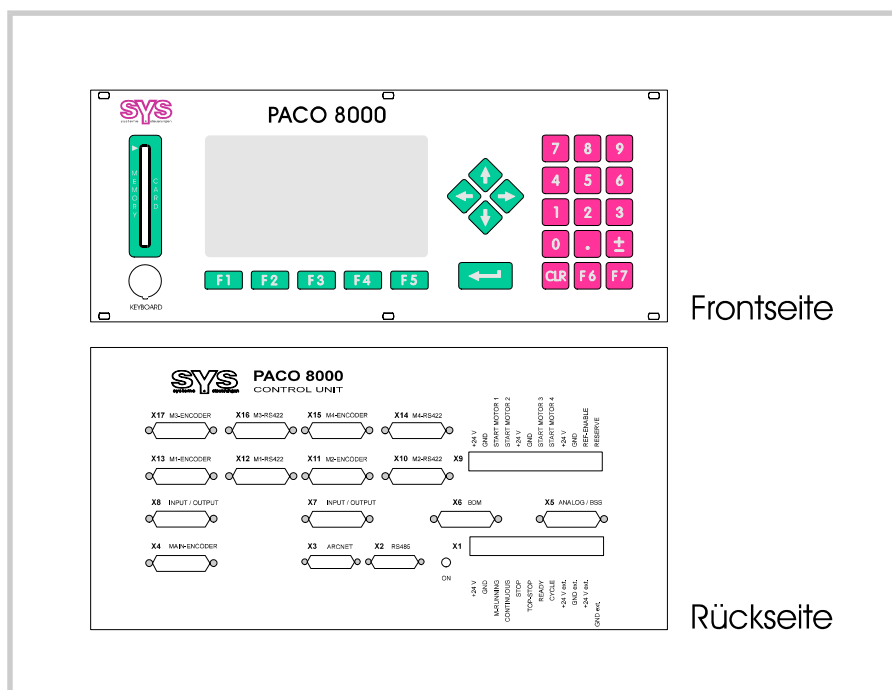 SYS
systeme steuerungen
PACO 8000
MEMORY CARD
KEYBOARD
F1 F2 F3 F4 F5
7 8 9
4 5 6
1 2 3
0 . ±
CLR F6 F7
Frontseite
SYS
systeme steuerungen
PACO 8000
CONTROL UNIT
X17 M3-ENCODER X16 M3-RS422 X15 M4-ENCODER X14 M4-RS422
X13 M1-ENCODER X12 M1-RS422 X11 M2-ENCODER X10 M2-RS422 X9
+24 V
GND
START MOTOR 1
START MOTOR 2
+24 V
GND
START MOTOR 3
START MOTOR 4
+24 V
GND
REF-ENABLE
RESERVE
X8 INPUT / OUTPUT X7 INPUT / OUTPUT X6 BDM X5 ANALOG / BSS
X4 MAIN-ENCODER X3 ARCNET X2 RS485 X1
ON
+24 V
GND
M-RUNNING
CONTINUOUS
STOP
TOP-STOP
READY
CYCLE
+24 V ext.
GND ext.
+24 V ext.
GND ext.
Rückseite